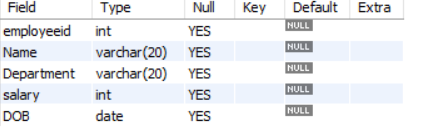 Field Type Null Key Default Extra
employeeid int YES NULL
Name varchar(20) YES NULL
Department varchar(20) YES NULL
salary int YES NULL
DOB date YES NULL